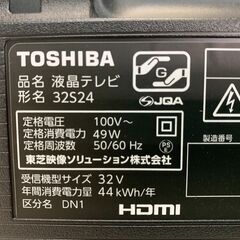 TOSHIBA
品名 液晶テレビ
形名 32S24
G
JQA
定格電圧 100V~
定格消費電力 49W
定格周波数 50/60 Hz
PS
E
製造番号
東芝映像ソリューション株式会社
受信機型サイズ 32V
年間消費電力量 44kWh/年
区分名 DN1
HDMI